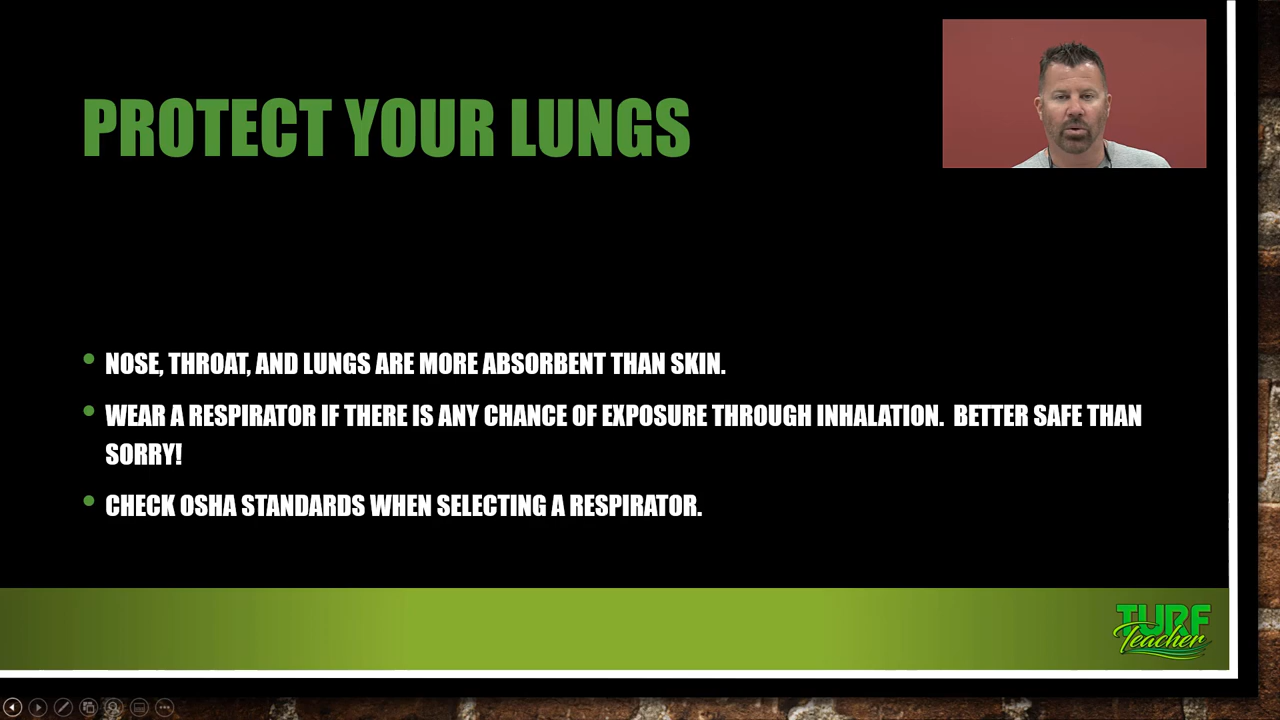 PROTECT YOUR LUNGS
NOSE, THROAT, AND LUNGS ARE MORE ABSORBENT THAN SKIN.
WEAR A RESPIRATOR IF THERE IS ANY CHANCE OF EXPOSURE THROUGH INHALATION. BETTER SAFE THAN
SORRY!
CHECK OSHA STANDARDS WHEN SELECTING A RESPIRATOR.
TURF
Teacher